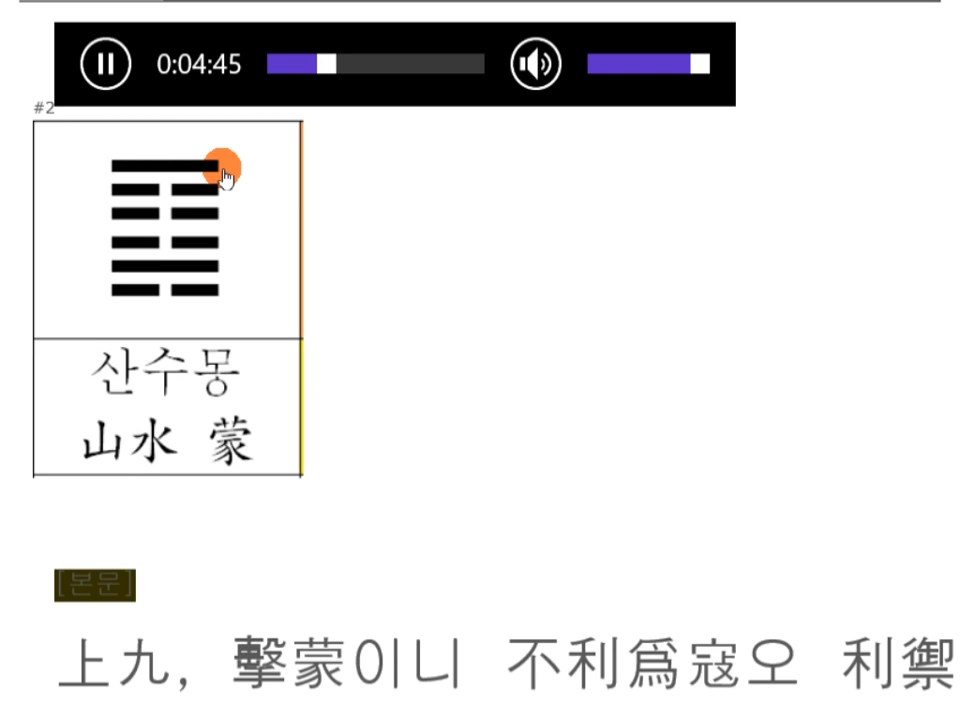 0:04:45
#2
산수몽
山水 蒙
[본문]
上九, 擊蒙이니 不利爲寇오 利禦